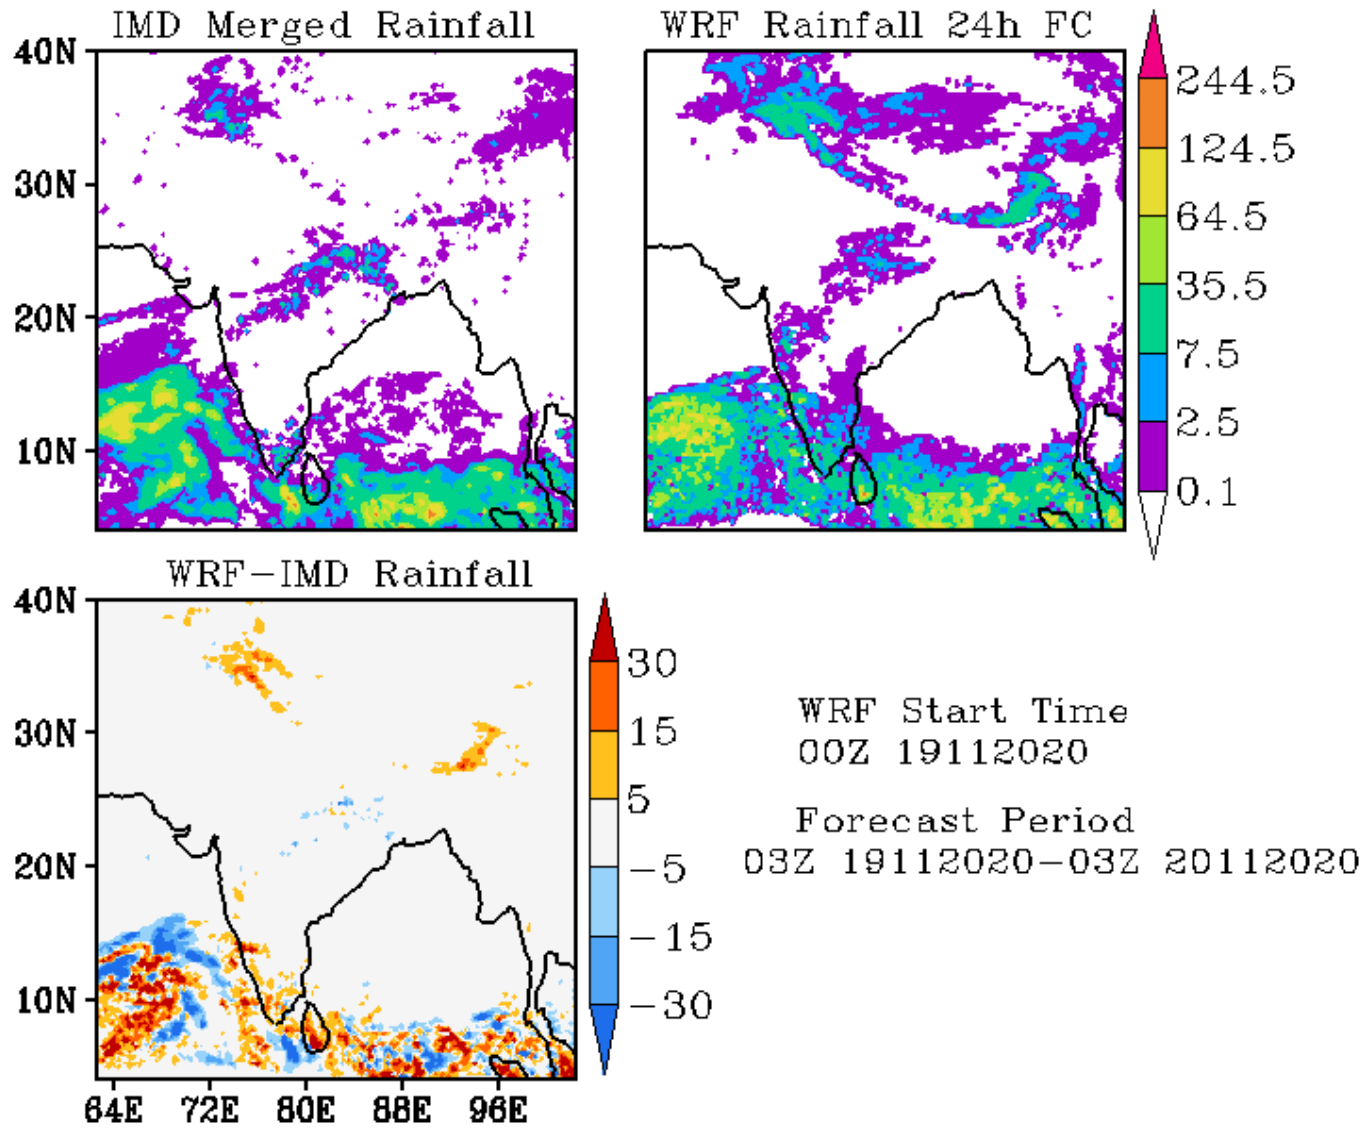 IMD Merged Rainfall
WRF Rainfall 24h FC
40N
30N
20N
10N
244.5
124.5
64.5
35.5
7.5
2.5
0.1
WRF-IMD Rainfall
40N
30N
20N
10N
64E 72E 80E 88E 96E
30
15
5
-5
-15
-30
WRF Start Time
00Z 19112020
Forecast Period
03Z 19112020-03Z 20112020